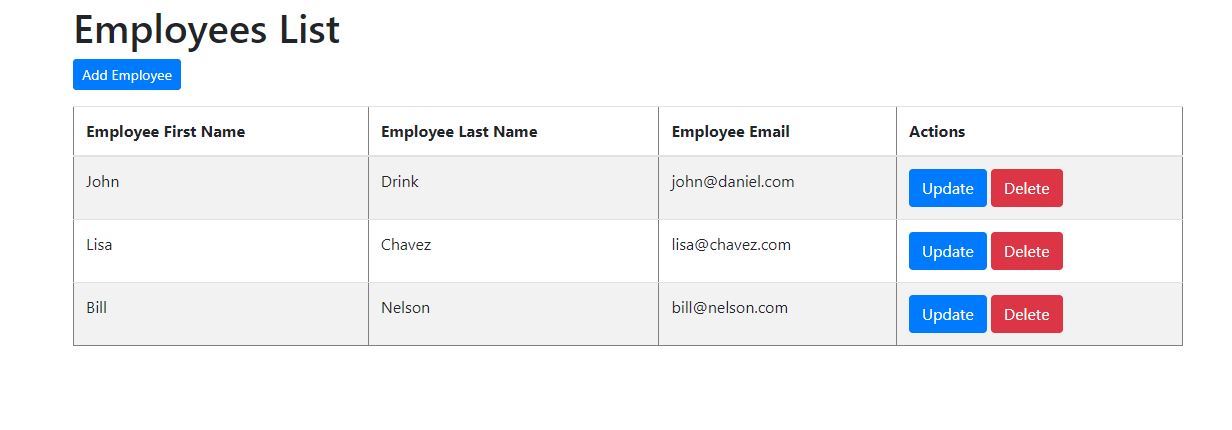 Employees List
Add Employee
Employee First Name Employee Last Name Employee Email Actions
John Drink john@daniel.com Update Delete
Lisa Chavez lisa@chavez.com Update Delete
Bill Nelson bill@nelson.com Update Delete